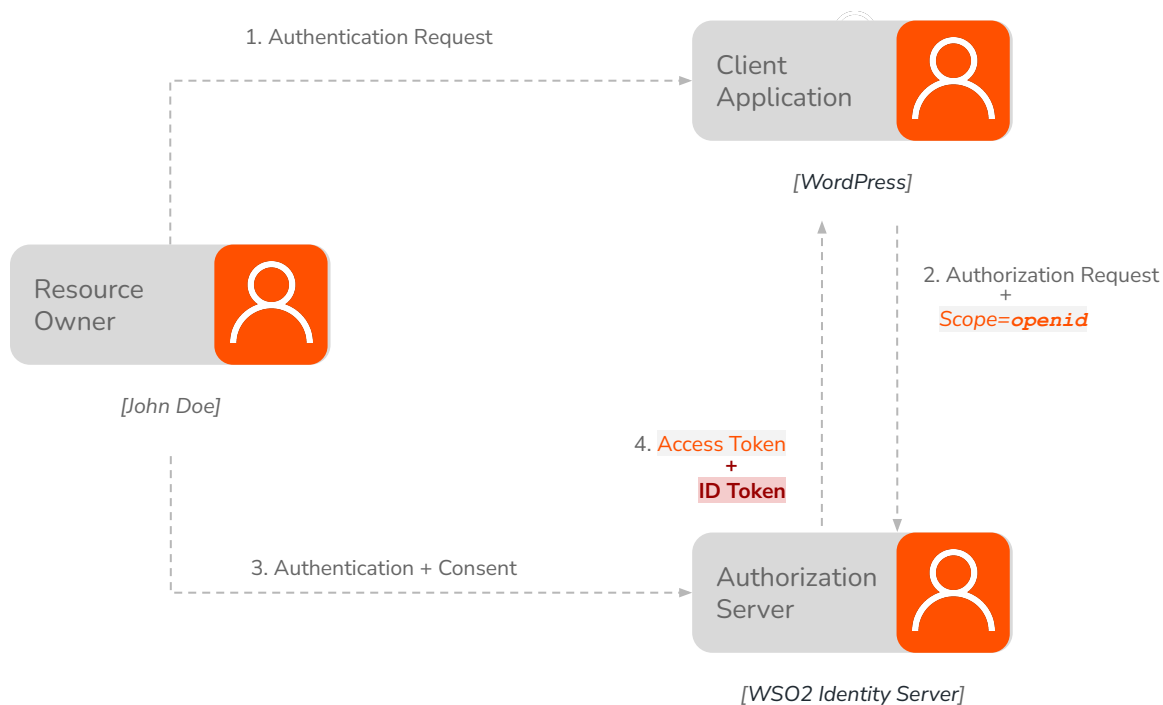 1. Authentication Request
Client
Application
[WordPress]
Resource
Owner
[John Doe]
2. Authorization Request
+
Scope=openid
4. Access Token
+
ID Token
3. Authentication + Consent
Authorization
Server
[WSO2 Identity Server]